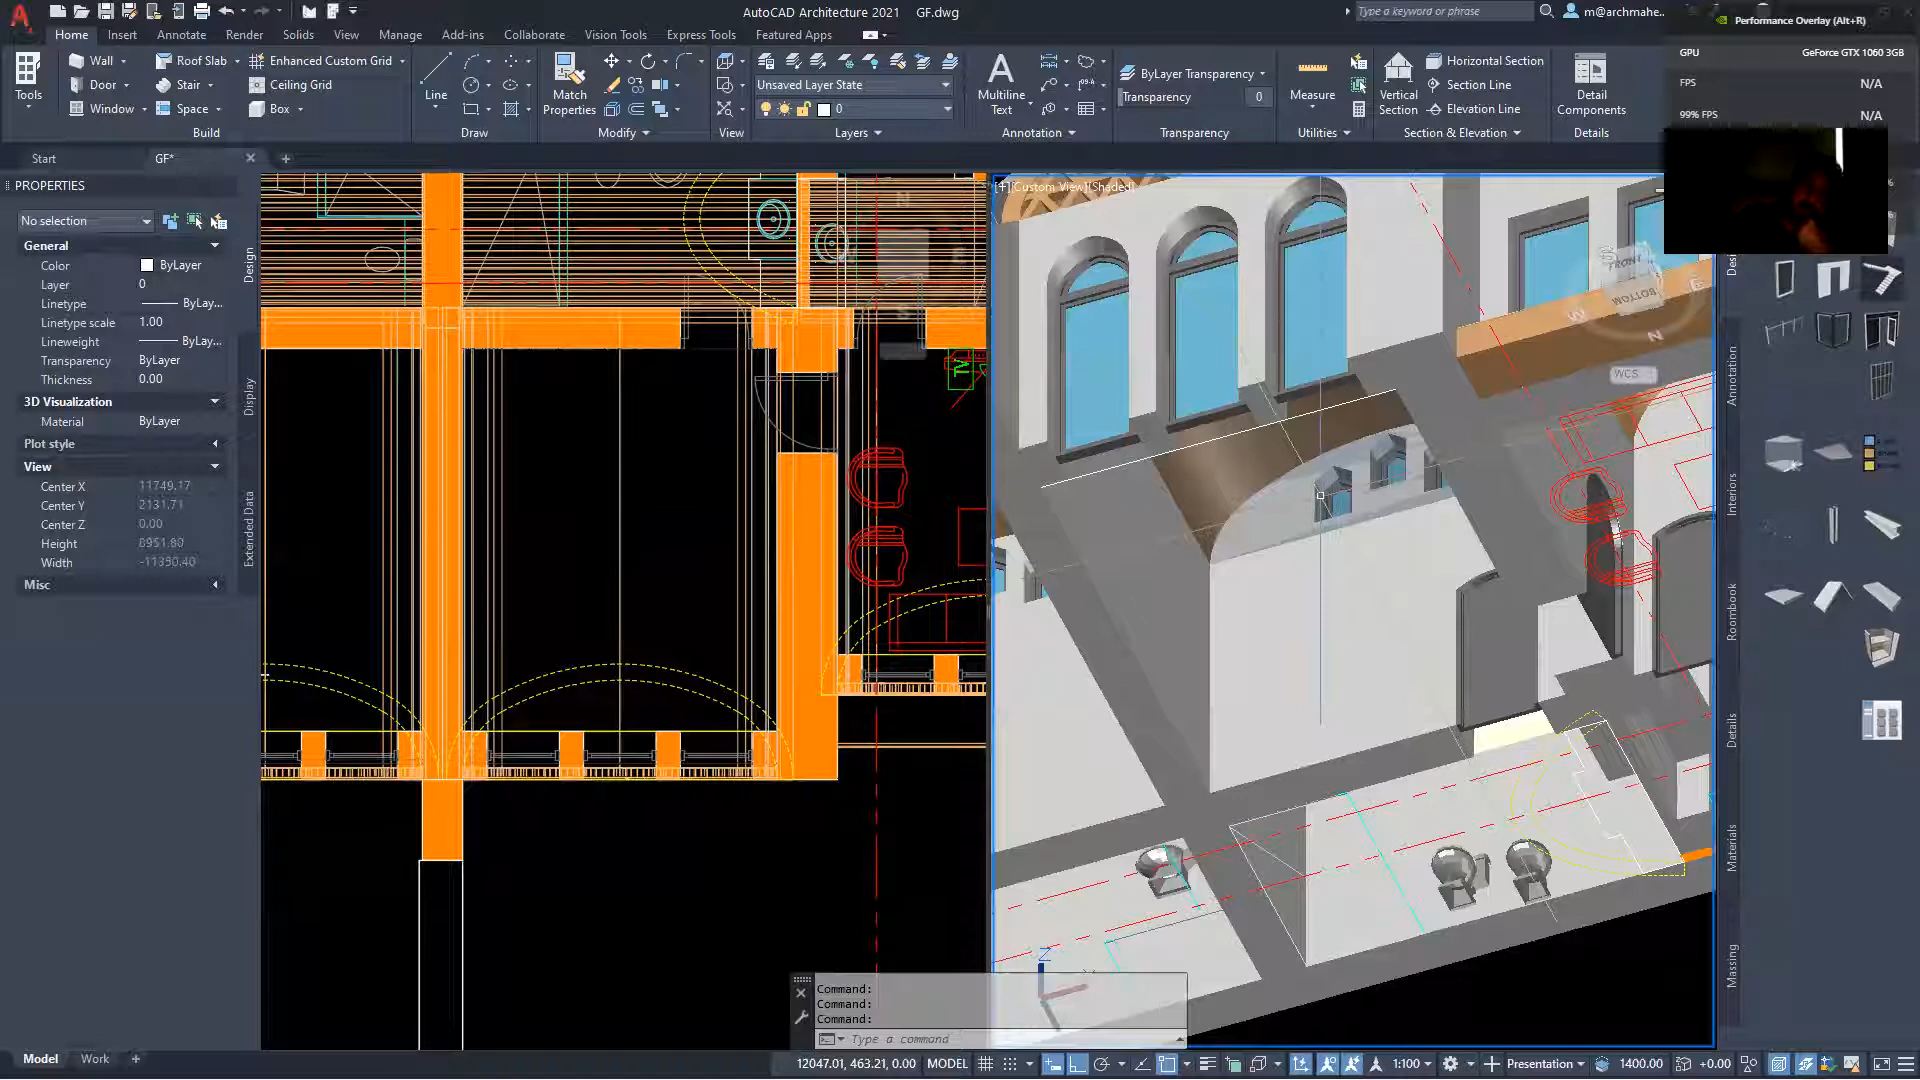 AutoCAD Architecture 2021 GF.dwg
Type a keyword or phrase
m@archmahe...
Performance Overlay (Alt+R)
Home Insert Annotate Render Solids View Manage Add-ins Collaborate Vision Tools Express Tools Featured Apps
GPU GeForce GTX 1060 3GB
FPS N/A
99% FPS N/A
Tools
Wall Roof Slab Enhanced Custom Grid
Door Stair Ceiling Grid
Window Space Box
Build
Line
Draw
Match Properties
Modify
View
Unsaved Layer State
0
Layers
Multiline Text
Annotation
ByLayer Transparency
Transparency 0
Transparency
Measure
Utilities
Vertical Section
Horizontal Section
Section Line
Elevation Line
Section & Elevation
Detail Components
Details
Start GF*
PROPERTIES
No selection
General
Color ByLayer
Layer 0
Linetype ByLay...
Linetype scale 1.00
Lineweight ByLay...
Transparency ByLayer
Thickness 0.00
3D Visualization
Material ByLayer
Plot style
View
Center X 11749.17
Center Y 2131.71
Center Z 0.00
Height 8951.80
Width -11350.40
Misc
Design
Display
Extended Data
[+][Custom View][Shaded]
FRONT
BOTTOM
W
S
E
N
WCS
Z
Annotation
Interiors
Roombook
Details
Materials
Massing
Command:
Command:
Command:
Type a command
Model Work
12047.01, 463.21, 0.00 MODEL 1:100 Presentation 1400.00 +0.00